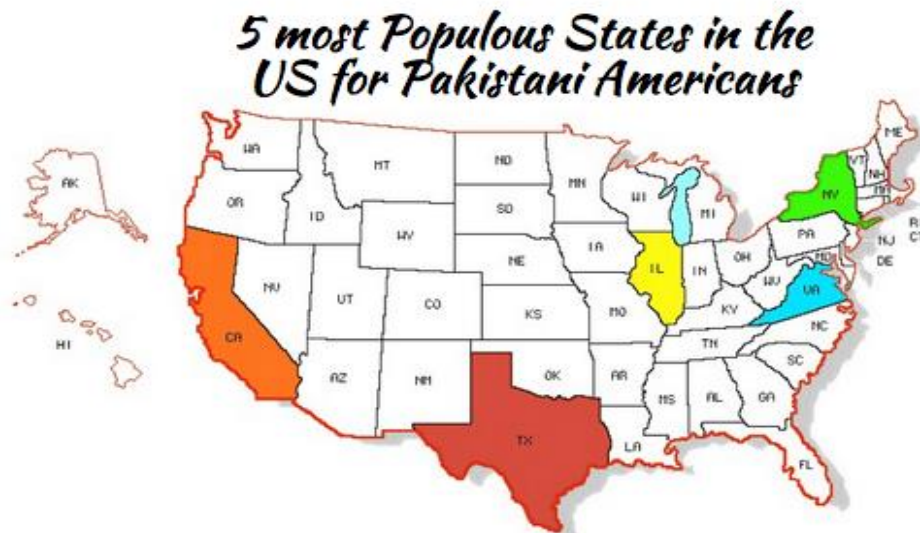 5 most Populous States in the
US for Pakistani Americans
WA
MT
ND
MN
ME
VT
NH
MA
AK
OR
ID
SD
WI
MI
NY
WY
IA
PA
NJ
DE
NE
IL
IN
OH
MD
NV
UT
CO
WV
VA
KS
MO
KY
HI
CA
NC
TN
AZ
NM
OK
AR
SC
MS
AL
GA
TX
LA
FL